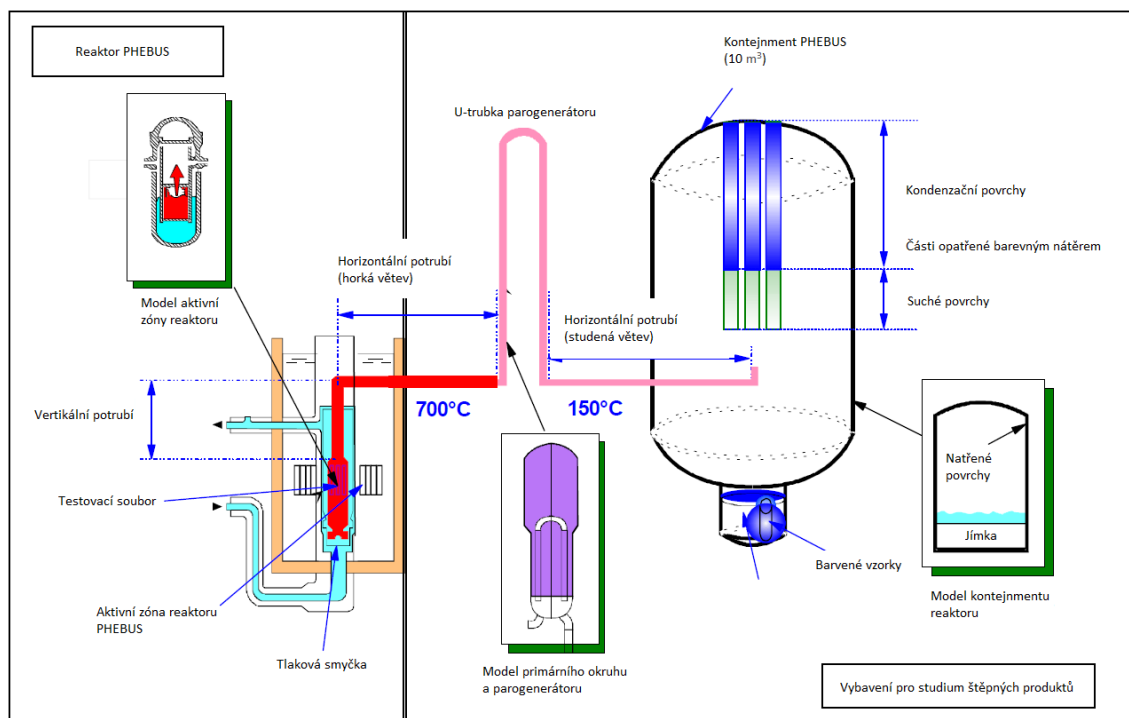 Reaktor PHEBUS
Kontejnment PHEBUS
(10 m³)
U-trubka parogenerátoru
Kondenzační povrchy
Části opatřené barevným nátěrem
Horizontální potrubí
(horká větev)
Model aktivní
zóny reaktoru
Suché povrchy
Horizontální potrubí
(studená větev)
700°C
150°C
Vertikální potrubí
Natřené
povrchy
Testovací soubor
Jímka
Barvené vzorky
Model kontejnmentu
reaktoru
Aktivní zóna reaktoru
PHEBUS
Tlaková smyčka
Model primárního okruhu
a parogenerátoru
Vybavení pro studium štěpných produktů